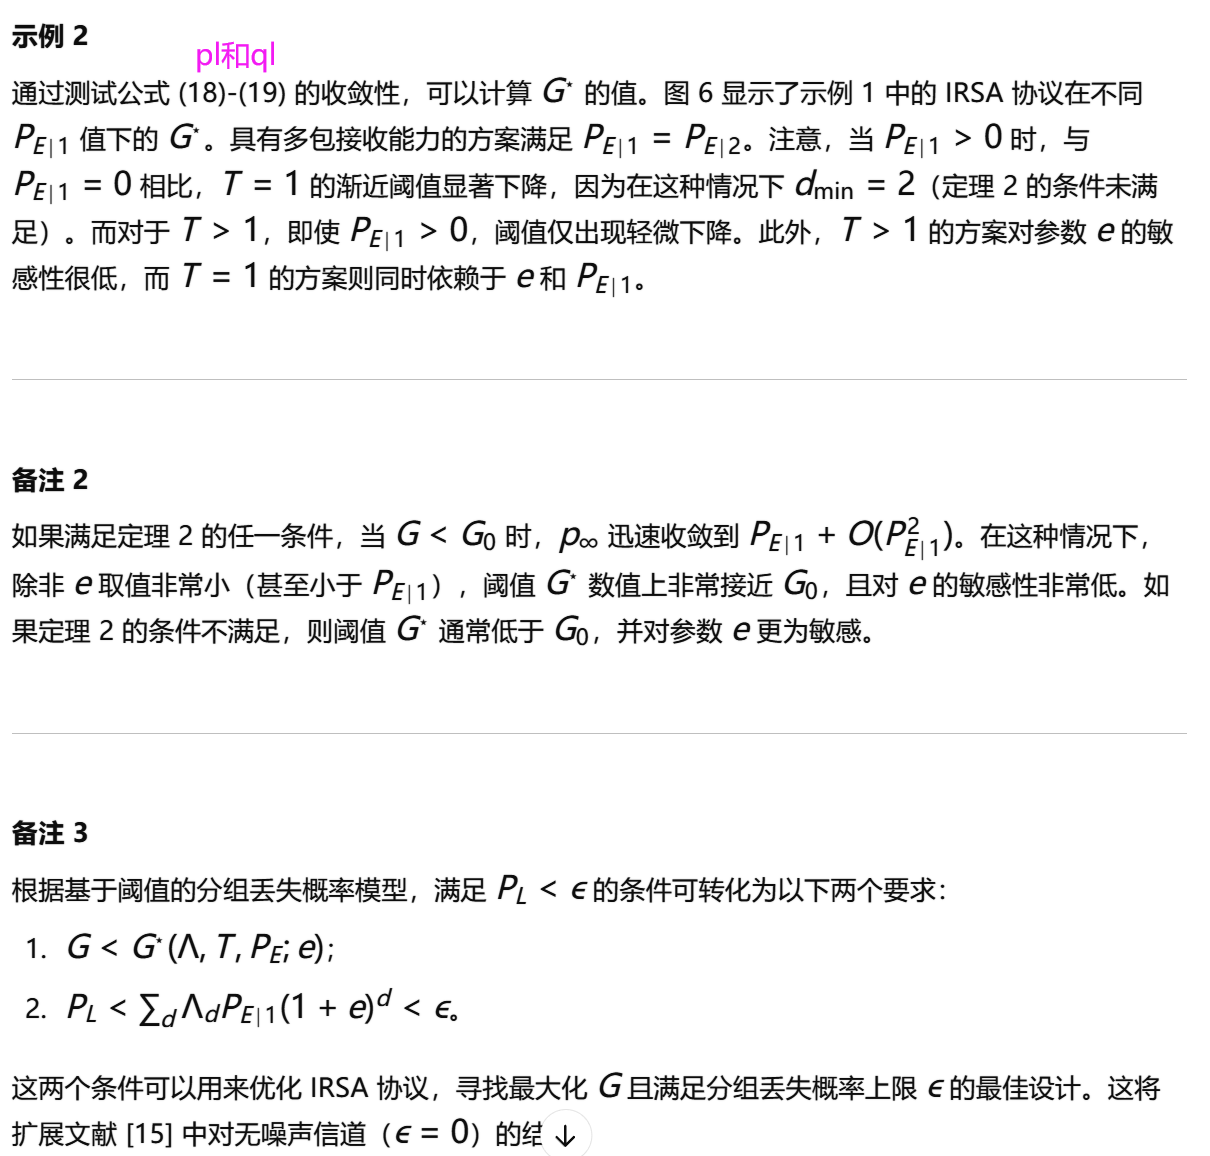 示例 2
pl和ql
通过测试公式 (18)-(19) 的收敛性，可以计算 G⋆ 的值。图 6 显示了示例 1 中的 IRSA 协议在不同
P_{E|1} 值下的 G⋆。具有多包接收能力的方案满足 P_{E|1} = P_{E|2}。注意，当 P_{E|1} > 0 时，与
P_{E|1} = 0 相比，T = 1 的渐近阈值显著下降，因为在这种情况下 d_{min} = 2（定理 2 的条件未满
足）。而对于 T > 1，即使 P_{E|1} > 0，阈值仅出现轻微下降。此外，T > 1 的方案对参数 e 的敏
感性很低，而 T = 1 的方案则同时依赖于 e 和 P_{E|1}。
备注 2
如果满足定理 2 的任一条件，当 G < G_0 时，p_∞ 迅速收敛到 P_{E|1} + O(P_{E|1}^2)。在这种情况下，
除非 e 取值非常小（甚至小于 P_{E|1}），阈值 G⋆ 数值上非常接近 G_0，且对 e 的敏感性非常低。如
果定理 2 的条件不满足，则阈值 G⋆ 通常低于 G_0，并对参数 e 更为敏感。
备注 3
根据基于阈值的分组丢失概率模型，满足 P_L < ϵ 的条件可转化为以下两个要求：
1. G < G⋆(Λ, T, P_E; e);
2. P_L < ∑_d Λ_d P_{E|1}(1 + e)^d < ϵ。
这两个条件可以用来优化 IRSA 协议，寻找最大化 G 且满足分组丢失概率上限 ϵ 的最佳设计。这将
扩展文献 [15] 中对无噪声信道（ϵ = 0）的结